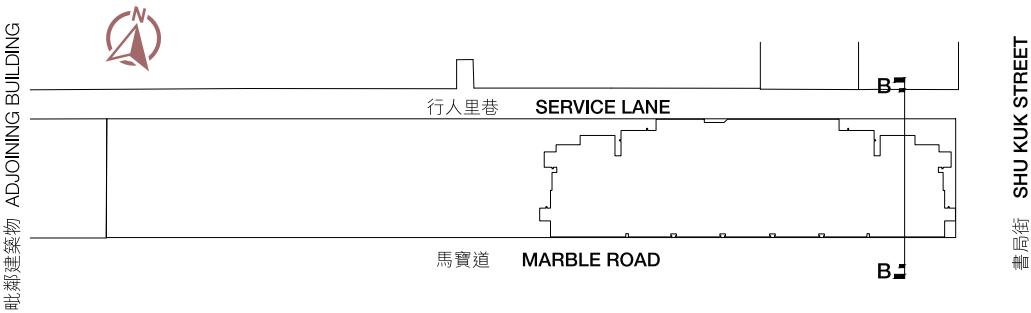 N
毗鄰建築物 ADJOINING BUILDING
B
行人里巷 SERVICE LANE
馬寶道 MARBLE ROAD
B
書局街 SHU KUK STREET